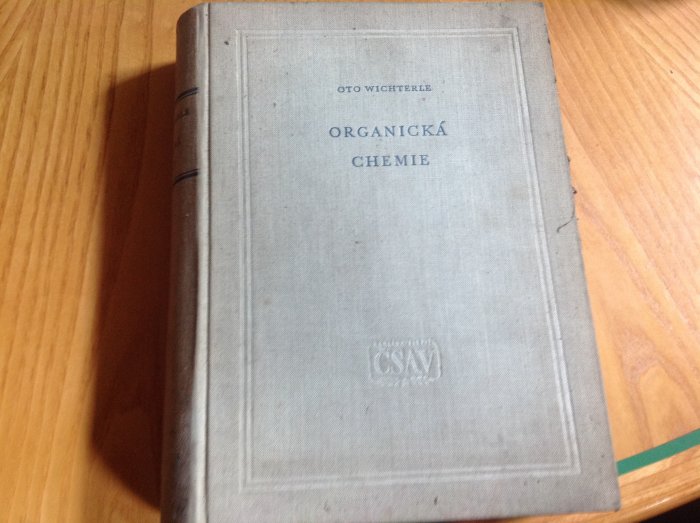 OTO WICHTERLE
ORGANICKÁ
CHEMIE
ČSAV